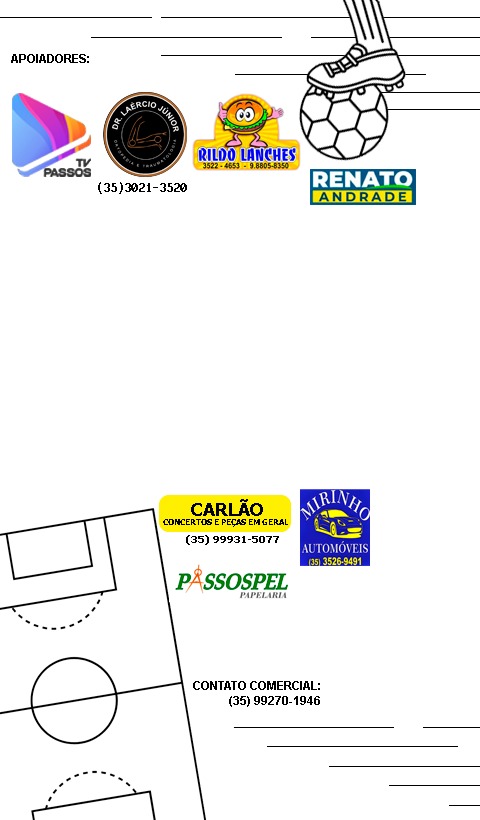 APOIADORES:
TV
PASSOS
DR. LAÉRCIO JÚNIOR
ORTOPEDIA E TRAUMATOLOGIA
(35)3021-3520
RILDO LANCHES
3522 - 4653 - 9.8805-8350
RENATO
ANDRADE
CARLÃO
CONCERTOS E PEÇAS EM GERAL
(35) 99931-5077
MIRINHO
AUTOMÓVEIS
(35) 3526-9491
PASSOSPEL
PAPELARIA
CONTATO COMERCIAL:
(35) 99270-1946